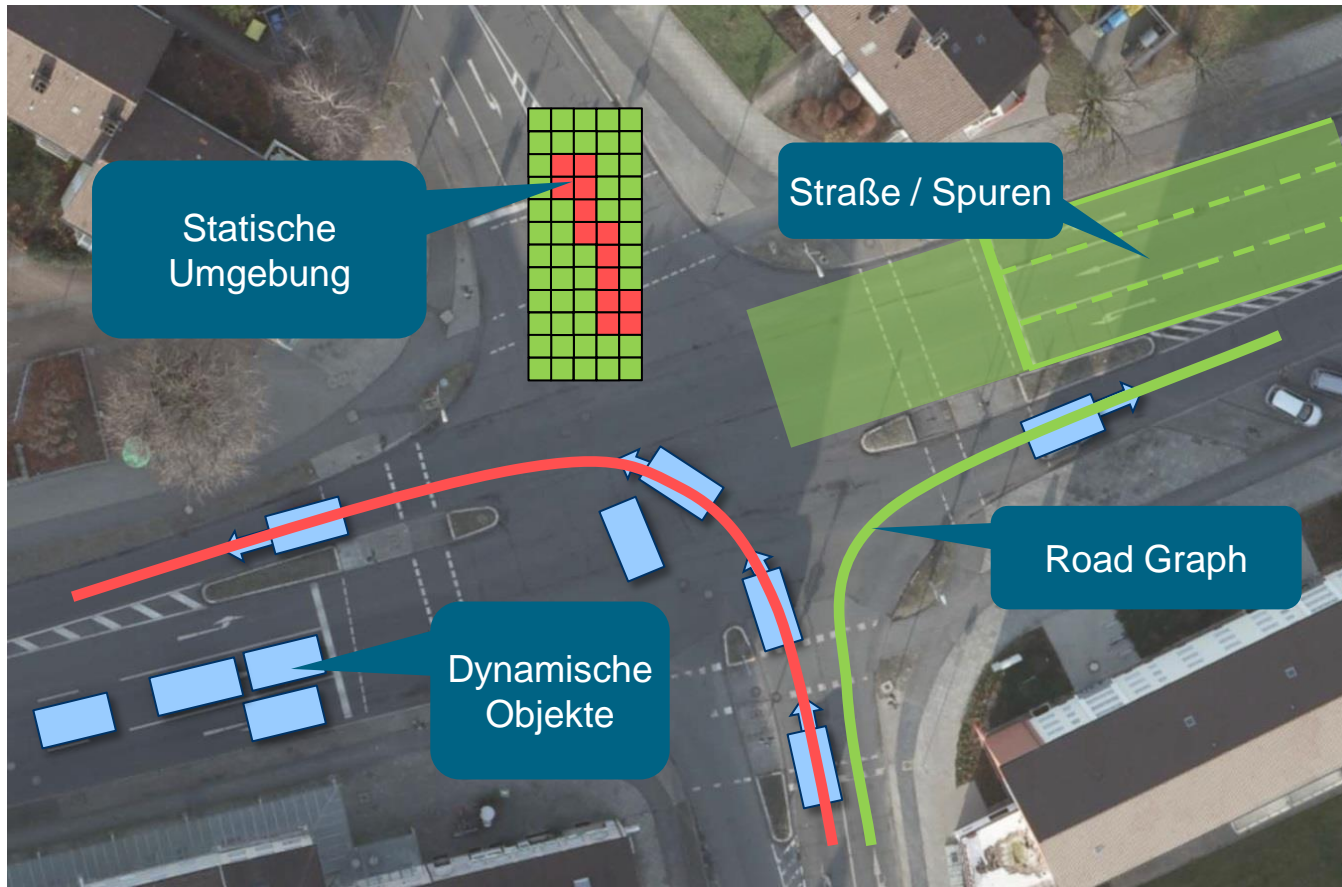 Straße / Spuren
Statische
Umgebung
Road Graph
Dynamische
Objekte